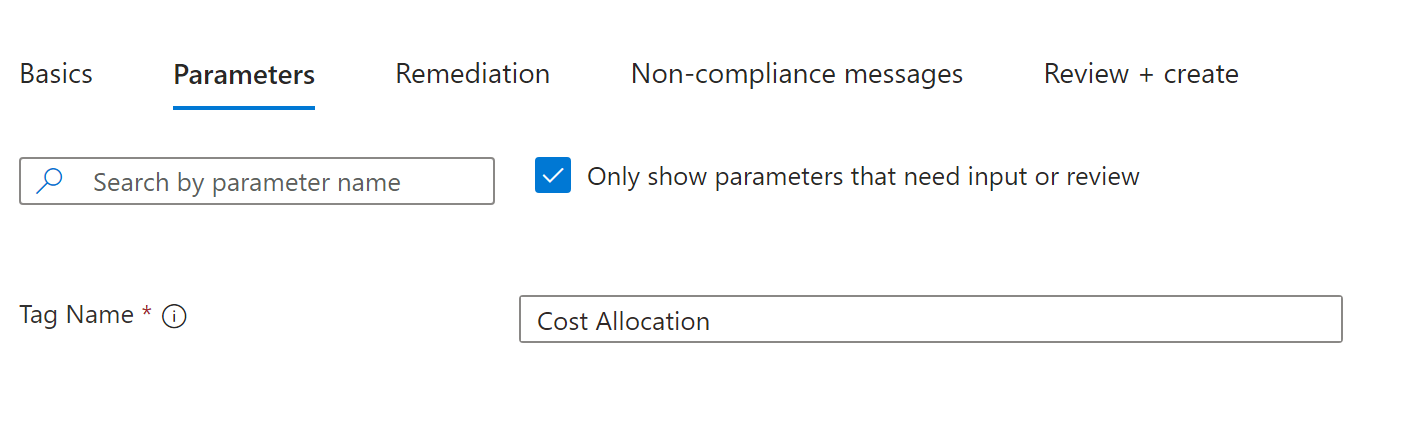 Basics Parameters Remediation Non-compliance messages Review + create
Search by parameter name Only show parameters that need input or review
Tag Name * i Cost Allocation